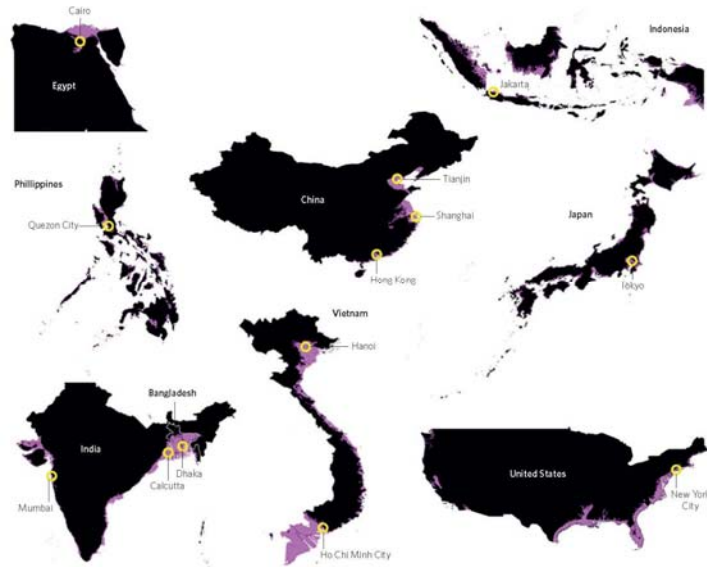 Cairo
Indonesia
Egypt
Jakarta
Phillippines
Tianjin
China
Shanghai
Japan
Quezon City
Hong Kong
Tokyo
Vietnam
Hanoi
Bangladesh
India
United States
Dhaka
Calcutta
Mumbai
New York
City
Ho Chi Minh City